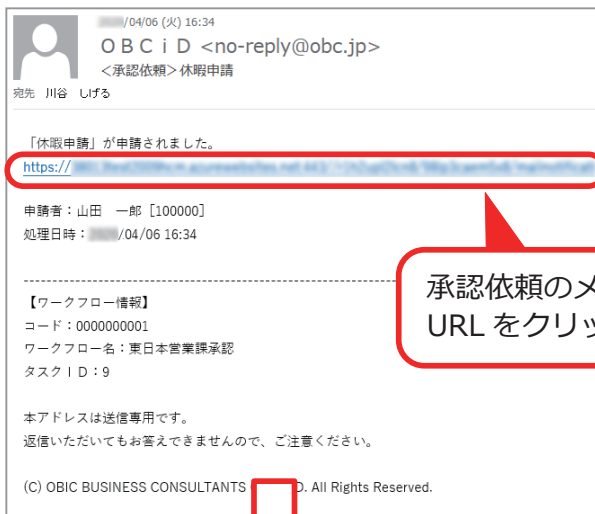 /04/06 (火) 16:34
ＯＢＣｉＤ <no-reply@obc.jp>
＜承認依頼＞休暇申請
宛先 川谷 しげる
「休暇申請」が申請されました。
https://
申請者：山田　一郎［100000］
処理日時： /04/06 16:34
【ワークフロー情報】
コード：0000000001
ワークフロー名：東日本営業課承認
タスクＩＤ：9
承認依頼のメ
URL をクリッ
本アドレスは送信専用です。
返信いただいてもお答えできませんので、ご注意ください。
(C) OBIC BUSINESS CONSULTANTS D. All Rights Reserved.